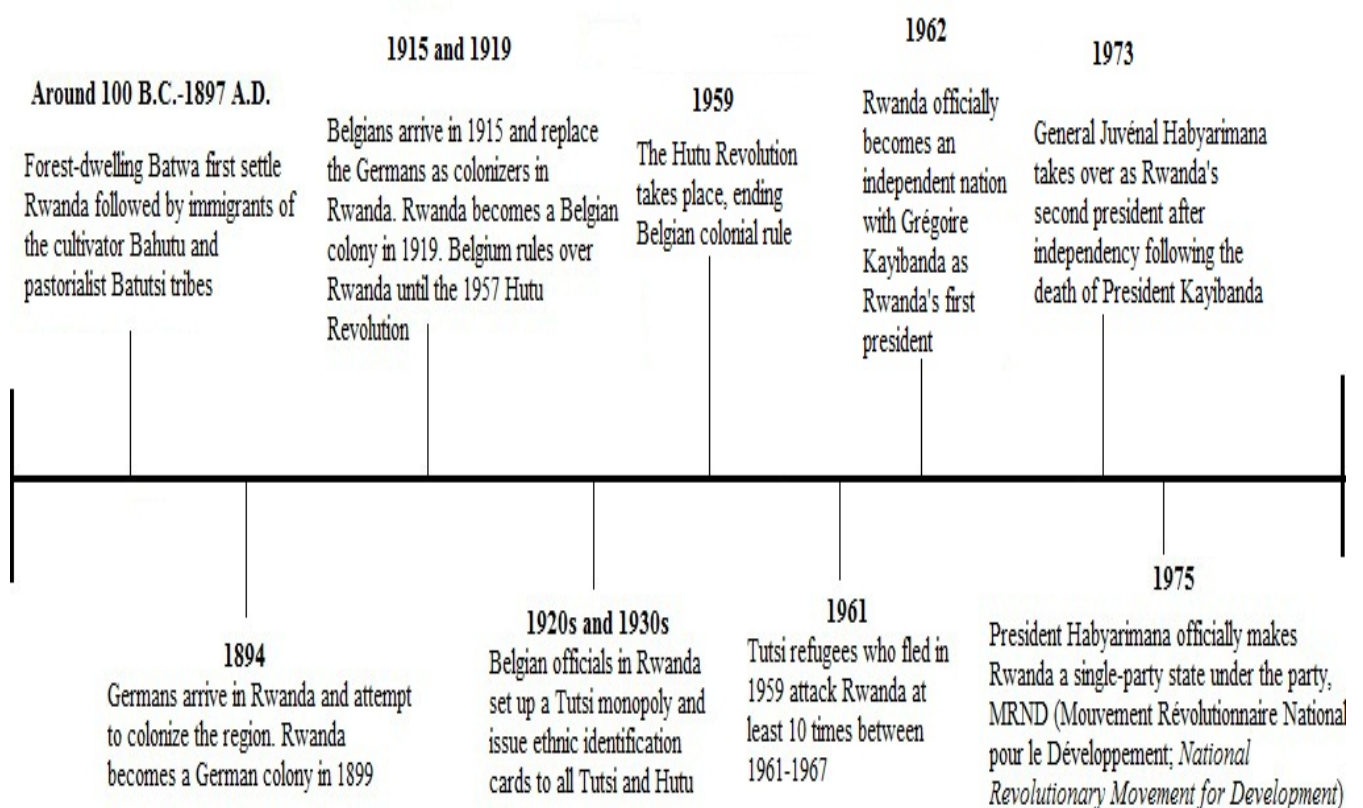 Around 100 B.C.-1897 A.D.
Forest-dwelling Batwa first settle
Rwanda followed by immigrants of
the cultivator Bahutu and
pastorialist Batutsi tribes
1915 and 1919
Belgians arrive in 1915 and replace
the Germans as colonizers in
Rwanda. Rwanda becomes a Belgian
colony in 1919. Belgium rules over
Rwanda until the 1957 Hutu
Revolution
1959
The Hutu Revolution
takes place, ending
Belgian colonial rule
1962
Rwanda officially
becomes an
independent nation
with Grégoire
Kayibanda as
Rwanda's first
president
1973
General Juvénal Habyarimana
takes over as Rwanda's
second president after
independency following the
death of President Kayibanda
1894
Germans arrive in Rwanda and attempt
to colonize the region. Rwanda
becomes a German colony in 1899
1920s and 1930s
Belgian officials in Rwanda
set up a Tutsi monopoly and
issue ethnic identification
cards to all Tutsi and Hutu
1961
Tutsi refugees who fled in
1959 attack Rwanda at
least 10 times between
1961-1967
1975
President Habyarimana officially makes
Rwanda a single-party state under the party,
MRND (Mouvement Révolutionnaire National
pour le Développement; National
Revolutionary Movement for Development)